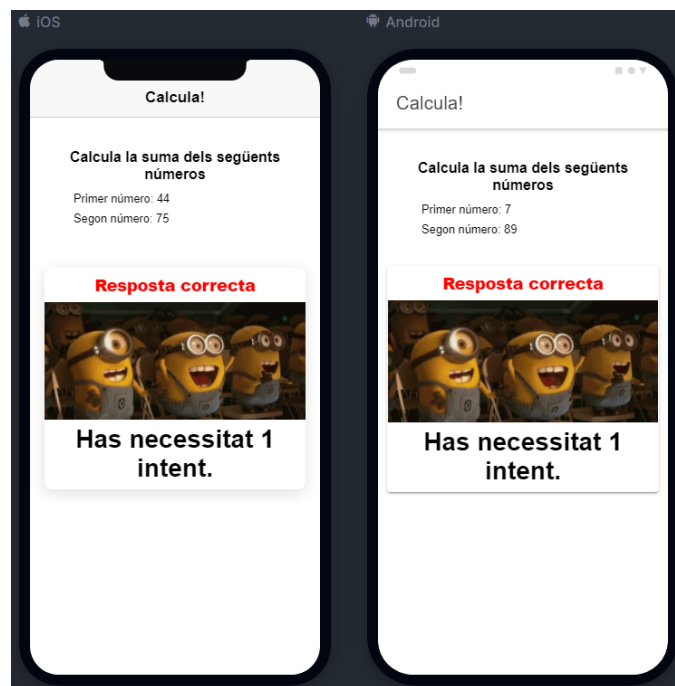 iOS
Calcula!
Calcula la suma dels següents
números
Primer número: 44
Segon número: 75
Resposta correcta
Has necessitat 1
intent.
Android
Calcula!
Calcula la suma dels següents
números
Primer número: 7
Segon número: 89
Resposta correcta
Has necessitat 1
intent.